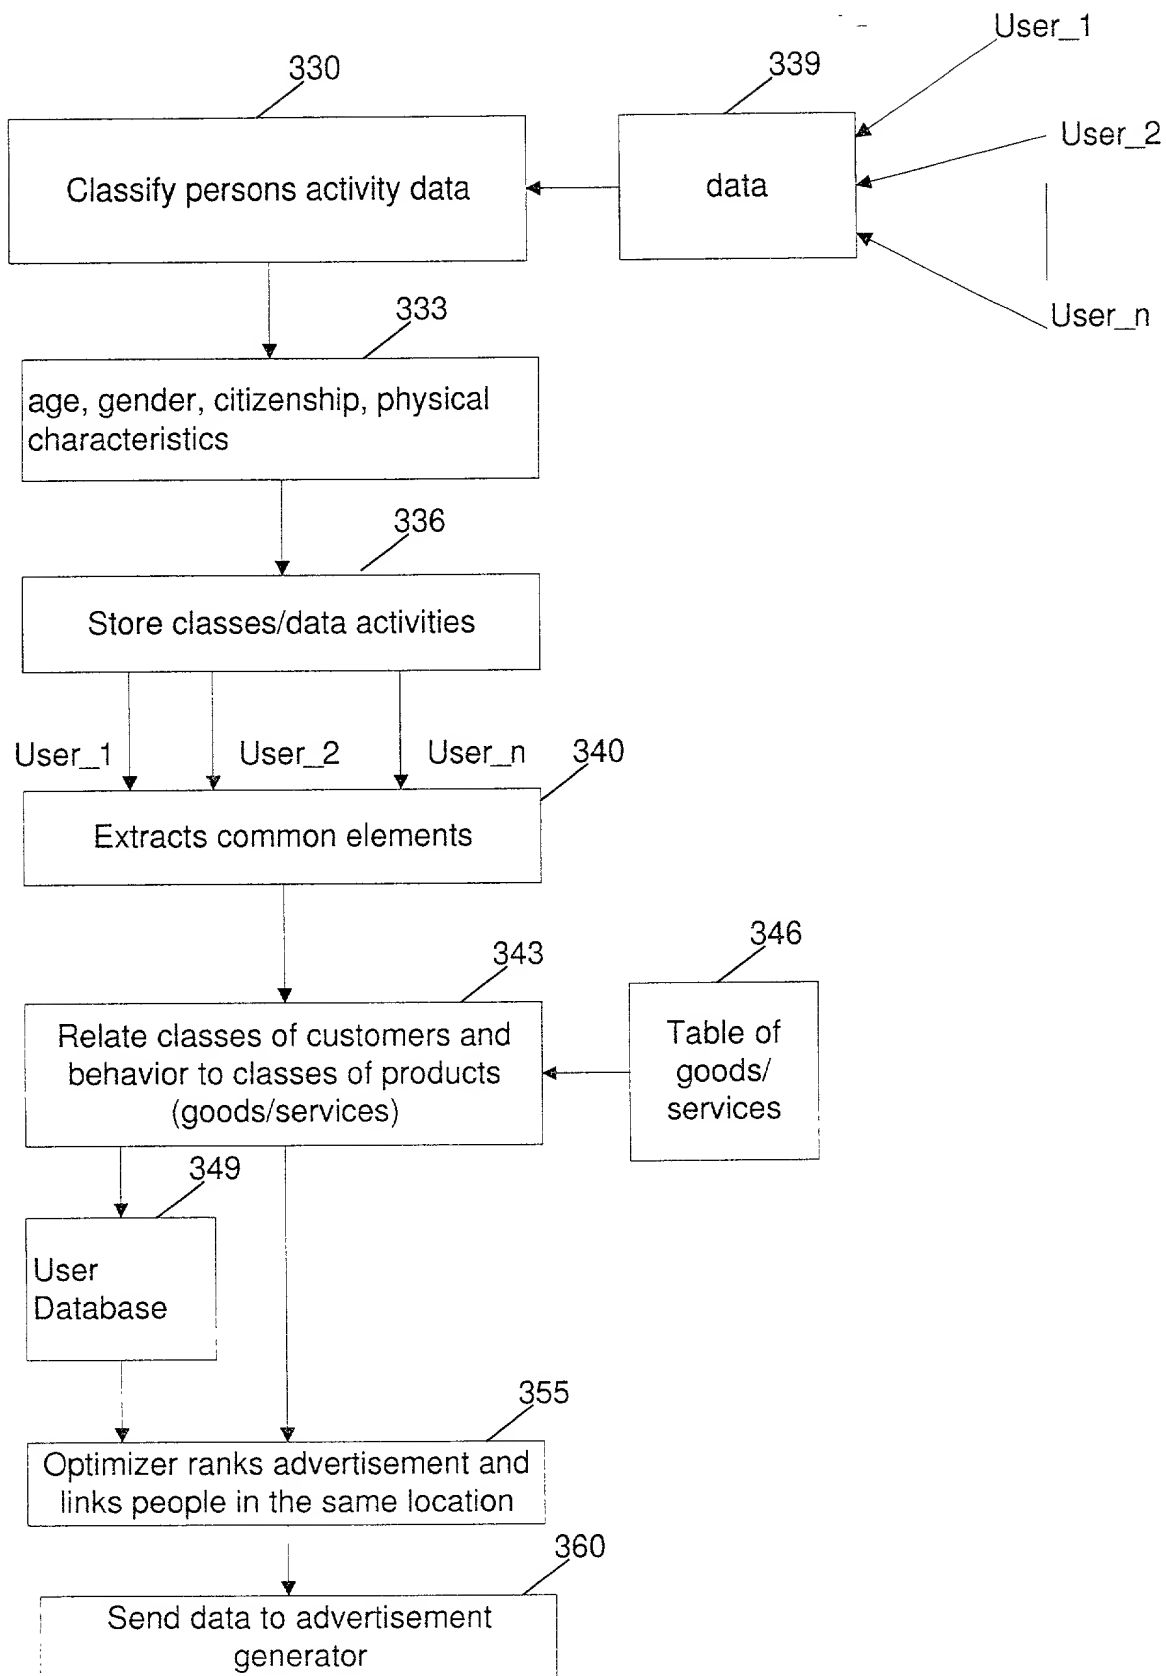 User_1
330
339
User_2
Classify persons activity data
data
User_n
333
age, gender, citizenship, physical
characteristics
336
Store classes/data activities
User_1
User_2
User_n
340
Extracts common elements
343
346
Relate classes of customers and
behavior to classes of products
(goods/services)
Table of
goods/
services
349
User
Database
355
Optimizer ranks advertisement and
links people in the same location
360
Send data to advertisement
generator